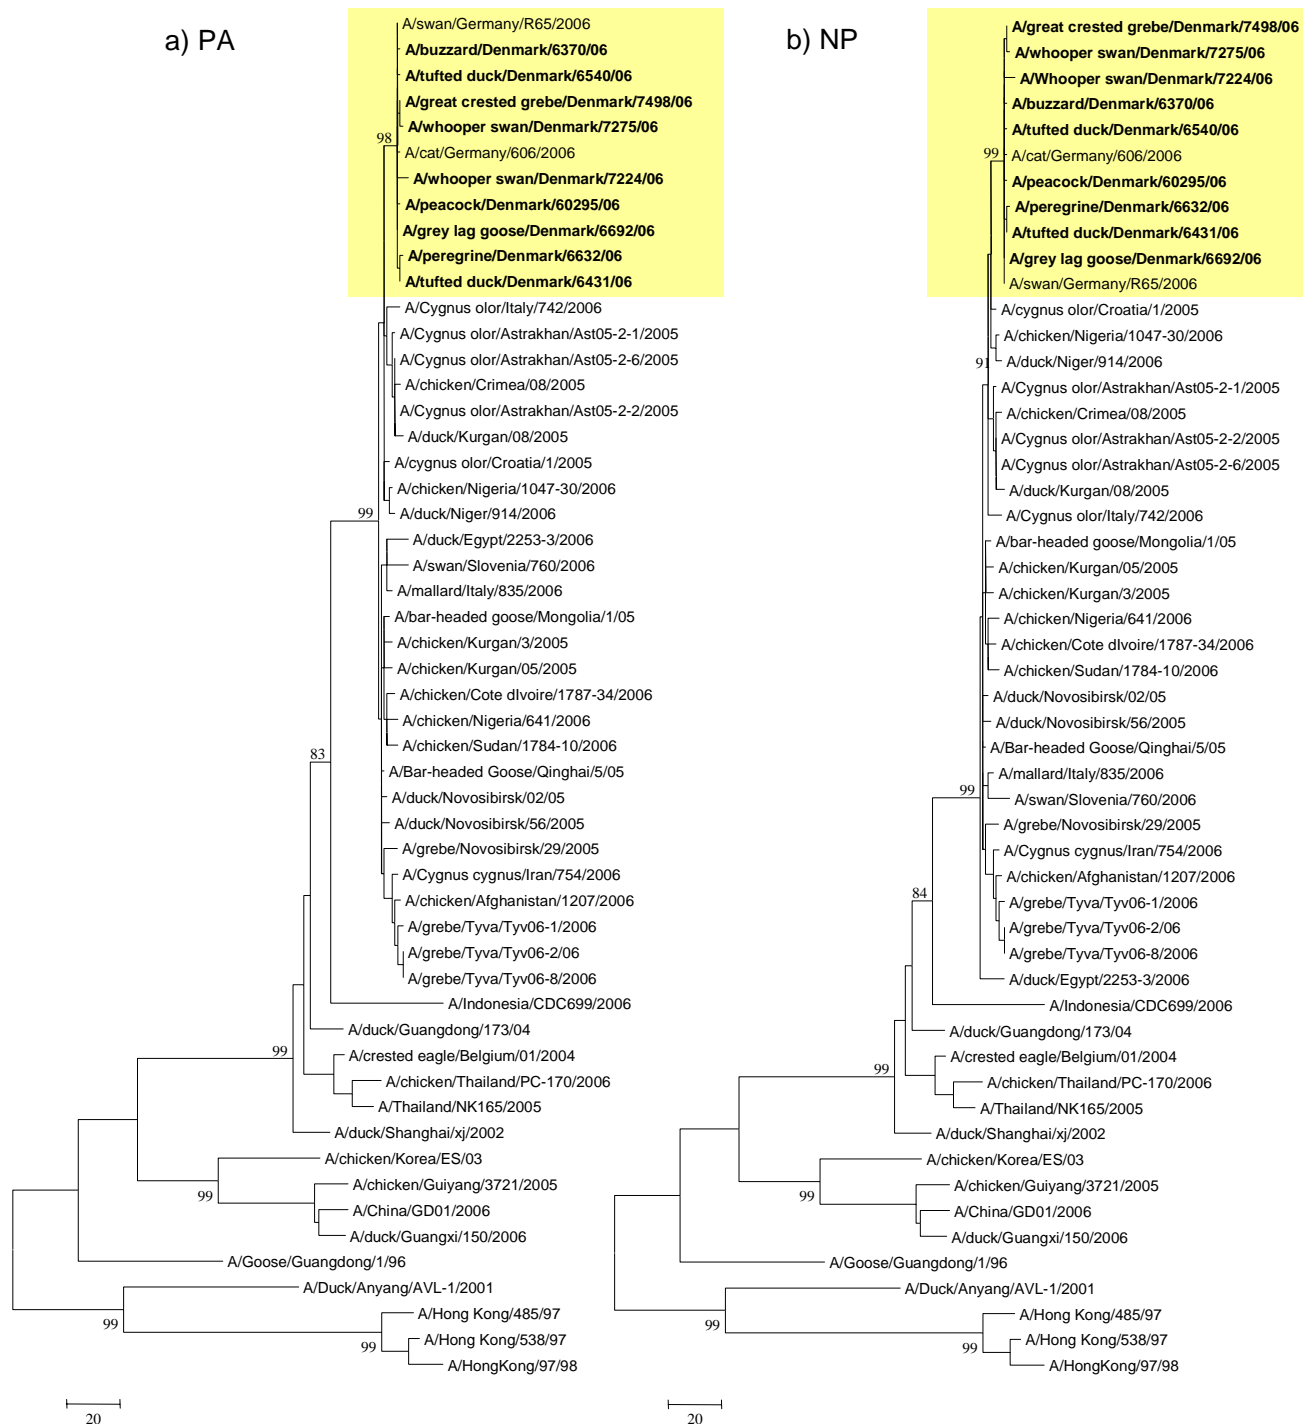 a) PA
A/swan/Germany/R65/2006
A/buzzard/Denmark/6370/06
A/tufted duck/Denmark/6540/06
A/great crested grebe/Denmark/7498/06
A/whooper swan/Denmark/7275/06
98
A/cat/Germany/606/2006
A/whooper swan/Denmark/7224/06
A/peacock/Denmark/60295/06
A/grey lag goose/Denmark/6692/06
A/peregrine/Denmark/6632/06
A/tufted duck/Denmark/6431/06
A/Cygnus olor/Italy/742/2006
A/Cygnus olor/Astrakhan/Ast05-2-1/2005
A/Cygnus olor/Astrakhan/Ast05-2-6/2005
A/chicken/Crimea/08/2005
A/Cygnus olor/Astrakhan/Ast05-2-2/2005
A/duck/Kurgan/08/2005
A/cygnus olor/Croatia/1/2005
A/chicken/Nigeria/1047-30/2006
A/duck/Niger/914/2006
99
A/duck/Egypt/2253-3/2006
A/swan/Slovenia/760/2006
A/mallard/Italy/835/2006
A/bar-headed goose/Mongolia/1/05
A/chicken/Kurgan/3/2005
A/chicken/Kurgan/05/2005
A/chicken/Cote dIvoire/1787-34/2006
A/chicken/Nigeria/641/2006
A/chicken/Sudan/1784-10/2006
83
A/Bar-headed Goose/Qinghai/5/05
A/duck/Novosibirsk/02/05
A/duck/Novosibirsk/56/2005
A/grebe/Novosibirsk/29/2005
A/Cygnus cygnus/Iran/754/2006
A/chicken/Afghanistan/1207/2006
A/grebe/Tyva/Tyv06-1/2006
A/grebe/Tyva/Tyv06-2/06
A/grebe/Tyva/Tyv06-8/2006
A/Indonesia/CDC699/2006
A/duck/Guangdong/173/04
99
A/crested eagle/Belgium/01/2004
A/chicken/Thailand/PC-170/2006
A/Thailand/NK165/2005
A/duck/Shanghai/xj/2002
A/chicken/Korea/ES/03
99
A/chicken/Guiyang/3721/2005
A/China/GD01/2006
A/duck/Guangxi/150/2006
A/Goose/Guangdong/1/96
A/Duck/Anyang/AVL-1/2001
99
A/Hong Kong/485/97
A/Hong Kong/538/97
99
A/HongKong/97/98
20
b) NP
A/great crested grebe/Denmark/7498/06
A/whooper swan/Denmark/7275/06
A/Whooper swan/Denmark/7224/06
A/buzzard/Denmark/6370/06
A/tufted duck/Denmark/6540/06
99
A/cat/Germany/606/2006
A/peacock/Denmark/60295/06
A/peregrine/Denmark/6632/06
A/tufted duck/Denmark/6431/06
A/grey lag goose/Denmark/6692/06
A/swan/Germany/R65/2006
A/cygnus olor/Croatia/1/2005
A/chicken/Nigeria/1047-30/2006
A/duck/Niger/914/2006
91
A/Cygnus olor/Astrakhan/Ast05-2-1/2005
A/chicken/Crimea/08/2005
A/Cygnus olor/Astrakhan/Ast05-2-2/2005
A/Cygnus olor/Astrakhan/Ast05-2-6/2005
A/duck/Kurgan/08/2005
A/Cygnus olor/Italy/742/2006
A/bar-headed goose/Mongolia/1/05
A/chicken/Kurgan/05/2005
A/chicken/Kurgan/3/2005
A/chicken/Nigeria/641/2006
A/chicken/Cote dIvoire/1787-34/2006
A/chicken/Sudan/1784-10/2006
A/duck/Novosibirsk/02/05
A/duck/Novosibirsk/56/2005
A/Bar-headed Goose/Qinghai/5/05
A/mallard/Italy/835/2006
99
A/swan/Slovenia/760/2006
A/grebe/Novosibirsk/29/2005
A/Cygnus cygnus/Iran/754/2006
A/chicken/Afghanistan/1207/2006
84
A/grebe/Tyva/Tyv06-1/2006
A/grebe/Tyva/Tyv06-2/06
A/grebe/Tyva/Tyv06-8/2006
A/duck/Egypt/2253-3/2006
A/Indonesia/CDC699/2006
A/duck/Guangdong/173/04
A/crested eagle/Belgium/01/2004
99
A/chicken/Thailand/PC-170/2006
A/Thailand/NK165/2005
A/duck/Shanghai/xj/2002
A/chicken/Korea/ES/03
99
A/chicken/Guiyang/3721/2005
A/China/GD01/2006
A/duck/Guangxi/150/2006
A/Goose/Guangdong/1/96
A/Duck/Anyang/AVL-1/2001
99
A/Hong Kong/485/97
A/Hong Kong/538/97
99
A/HongKong/97/98
20